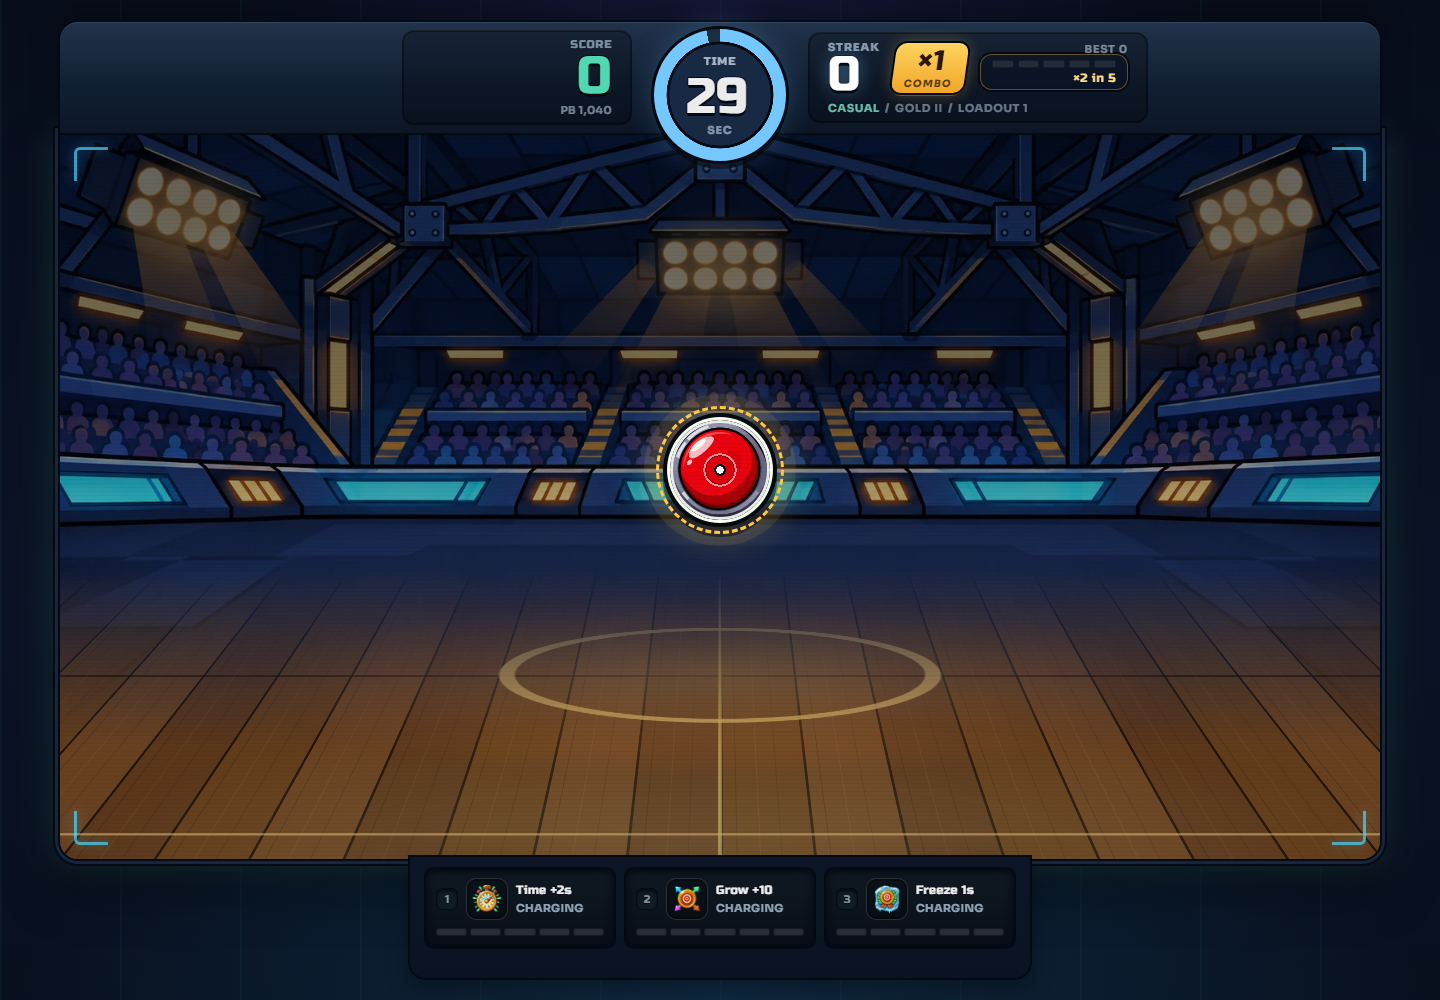 SCORE
0
PB 1,040
TIME
29
SEC
STREAK
0
×1
COMBO
BEST 0
×2 in 5
CASUAL / GOLD II / LOADOUT 1
1
Time +2s
CHARGING
2
Grow +10
CHARGING
3
Freeze 1s
CHARGING